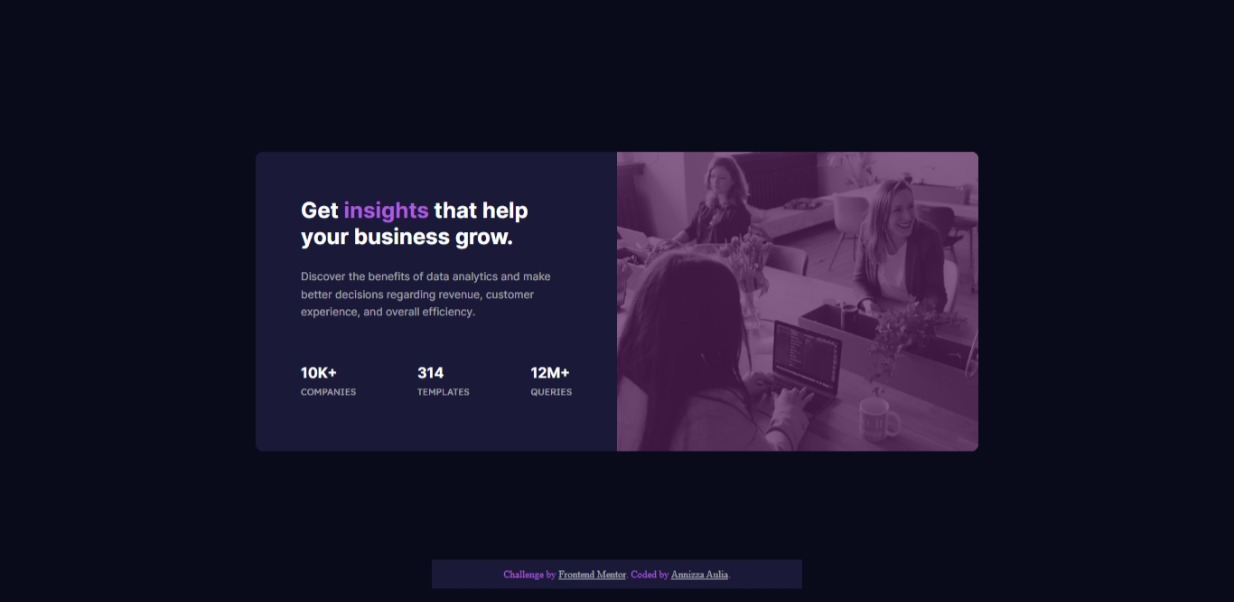 Get insights that help
your business grow.
Discover the benefits of data analytics and make
better decisions regarding revenue, customer
experience, and overall efficiency.
10K+ 314 12M+
COMPANIES TEMPLATES QUERIES
Challenge by Frontend Mentor. Coded by Annizza Aulia.